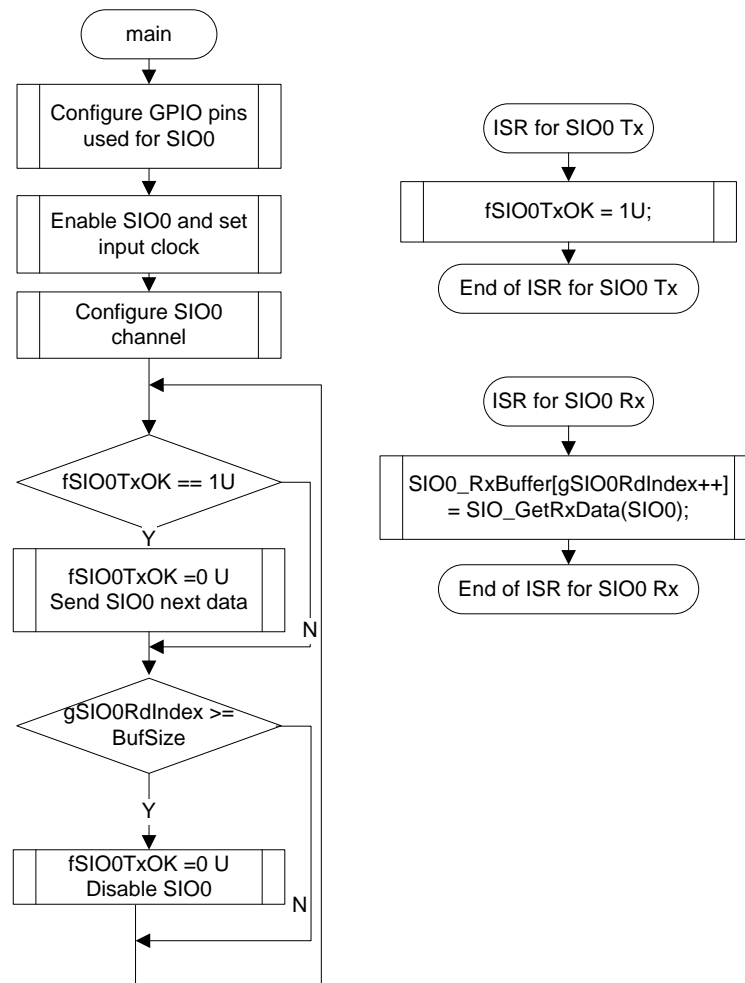 main
Configure GPIO pins
used for SIO0
Enable SIO0 and set
input clock
Configure SIO0
channel
fSIO0TxOK == 1U
Y
fSIO0TxOK =0 U
Send SIO0 next data
N
gSIO0RdIndex >=
BufSize
Y
fSIO0TxOK =0 U
Disable SIO0
N
ISR for SIO0 Tx
fSIO0TxOK = 1U;
End of ISR for SIO0 Tx
ISR for SIO0 Rx
SIO0_RxBuffer[gSIO0RdIndex++]
= SIO_GetRxData(SIO0);
End of ISR for SIO0 Rx